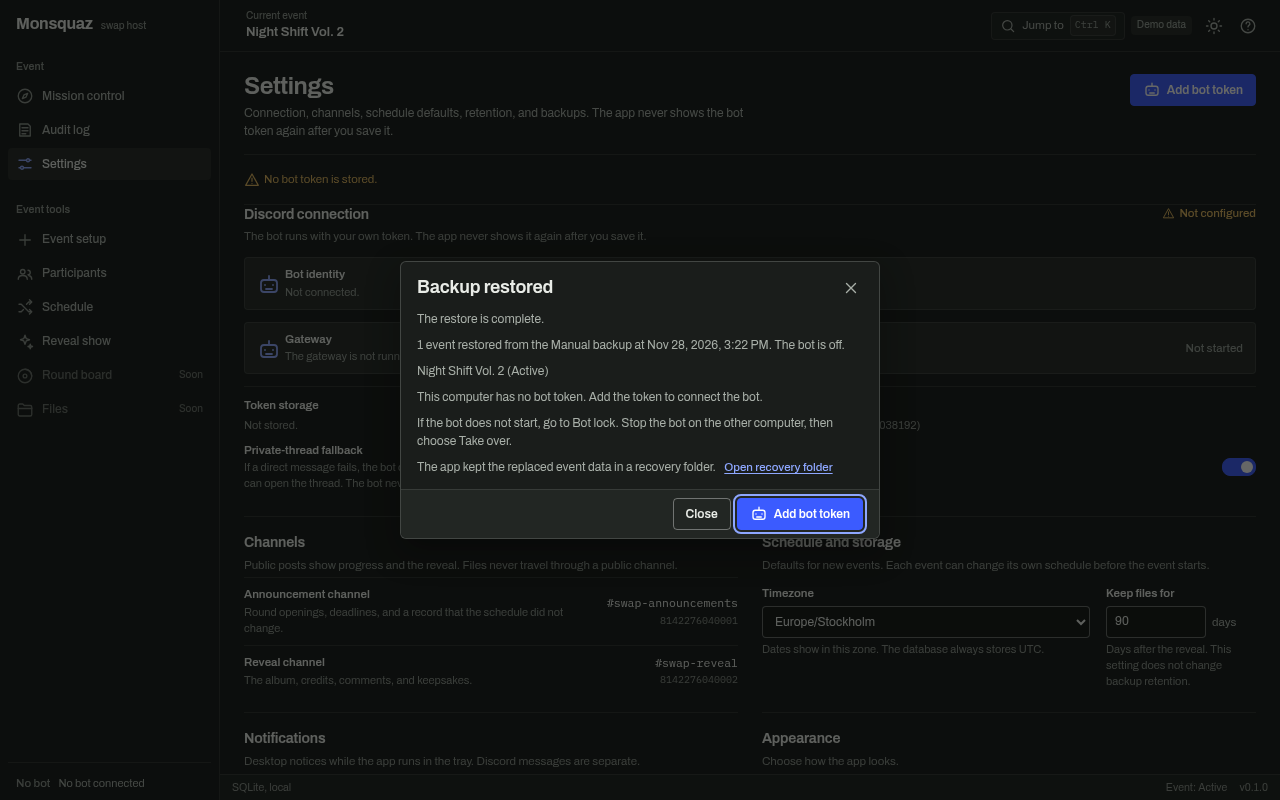 Monsquaz swap host
Event
Mission control
Audit log
Settings
Event tools
Event setup
Participants
Schedule
Reveal show
Round board Soon
Files Soon
No bot No bot connected
Current event
Night Shift Vol. 2
Jump to Ctrl K
Demo data
Settings
Connection, channels, schedule defaults, retention, and backups. The app never shows the bot
token again after you save it.
Add bot token
No bot token is stored.
Discord connection
Not configured
The bot runs with your own token. The app never shows it again after you save it.
Bot identity
Not connected.
Gateway
The gateway is not runn
Not started
Token storage
Not stored.
038192)
Private-thread fallback
If a direct message fails, the bot
can open the thread. The bot nev
Backup restored
The restore is complete.
1 event restored from the Manual backup at Nov 28, 2026, 3:22 PM. The bot is off.
Night Shift Vol. 2 (Active)
This computer has no bot token. Add the token to connect the bot.
If the bot does not start, go to Bot lock. Stop the bot on the other computer, then
choose Take over.
The app kept the replaced event data in a recovery folder. Open recovery folder
Close
Add bot token
Channels
Public posts show progress and the reveal. Files never travel through a public channel.
Announcement channel
Round openings, deadlines, and a record that the schedule did not
change.
#swap-announcements
8142276040001
Reveal channel
The album, credits, comments, and keepsakes.
#swap-reveal
8142276040002
Schedule and storage
Defaults for new events. Each event can change its own schedule before the event starts.
Timezone
Europe/Stockholm
Dates show in this zone. The database always stores UTC.
Keep files for
90 days
Days after the reveal. This
setting does not change
backup retention.
Notifications
Desktop notices while the app runs in the tray. Discord messages are separate.
Appearance
Choose how the app looks.
SQLite, local
Event: Active v0.1.0